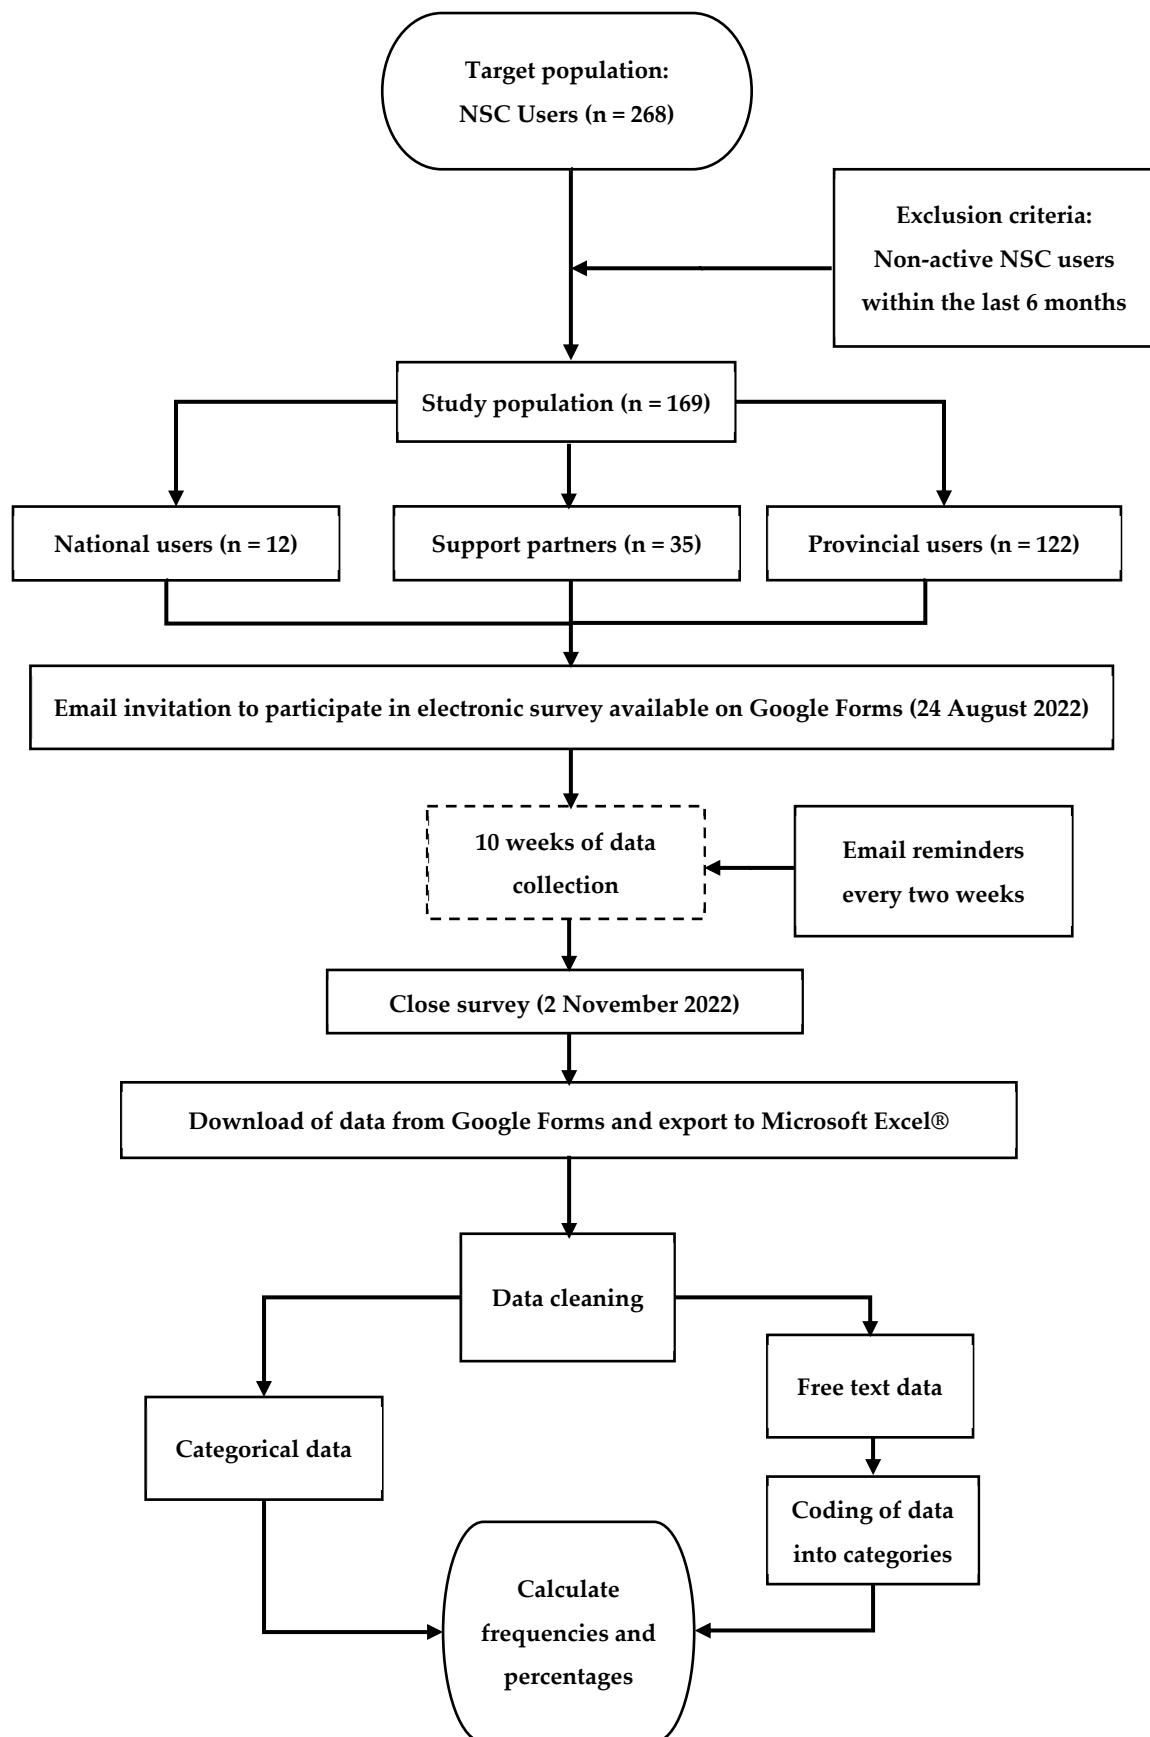 Target population:
NSC Users (n = 268)
Exclusion criteria:
Non-active NSC users
within the last 6 months
Study population (n = 169)
National users (n = 12)
Support partners (n = 35)
Provincial users (n = 122)
Email invitation to participate in electronic survey available on Google Forms (24 August 2022)
10 weeks of data
collection
Email reminders
every two weeks
Close survey (2 November 2022)
Download of data from Google Forms and export to Microsoft Excel®
Data cleaning
Free text data
Categorical data
Coding of data
into categories
Calculate
frequencies and
percentages